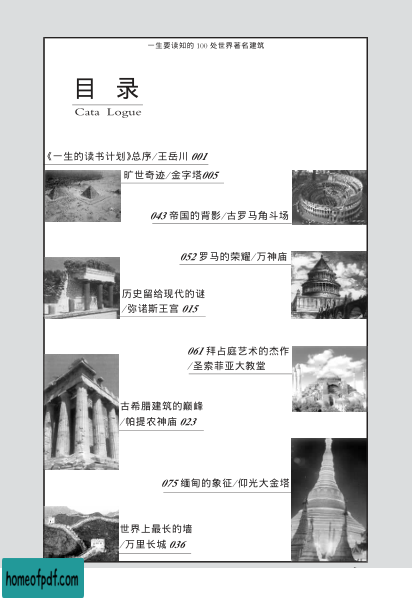 一生要读知的 100 处世界著名建筑
目 录
Cata Logue
《一生的读书计划》总序/王岳川 001
旷世奇迹/金字塔005
043 帝国的背影/古罗马角斗场
052 罗马的荣耀/万神庙
历史留给现代的谜
/弥诺斯王宫 015
061 拜占庭艺术的杰作
/圣索菲亚大教堂
古希腊建筑的巅峰
/帕提农神庙 023
075 缅甸的象征/仰光大金塔
世界上最长的墙
/万里长城 036
homeofpdf.com